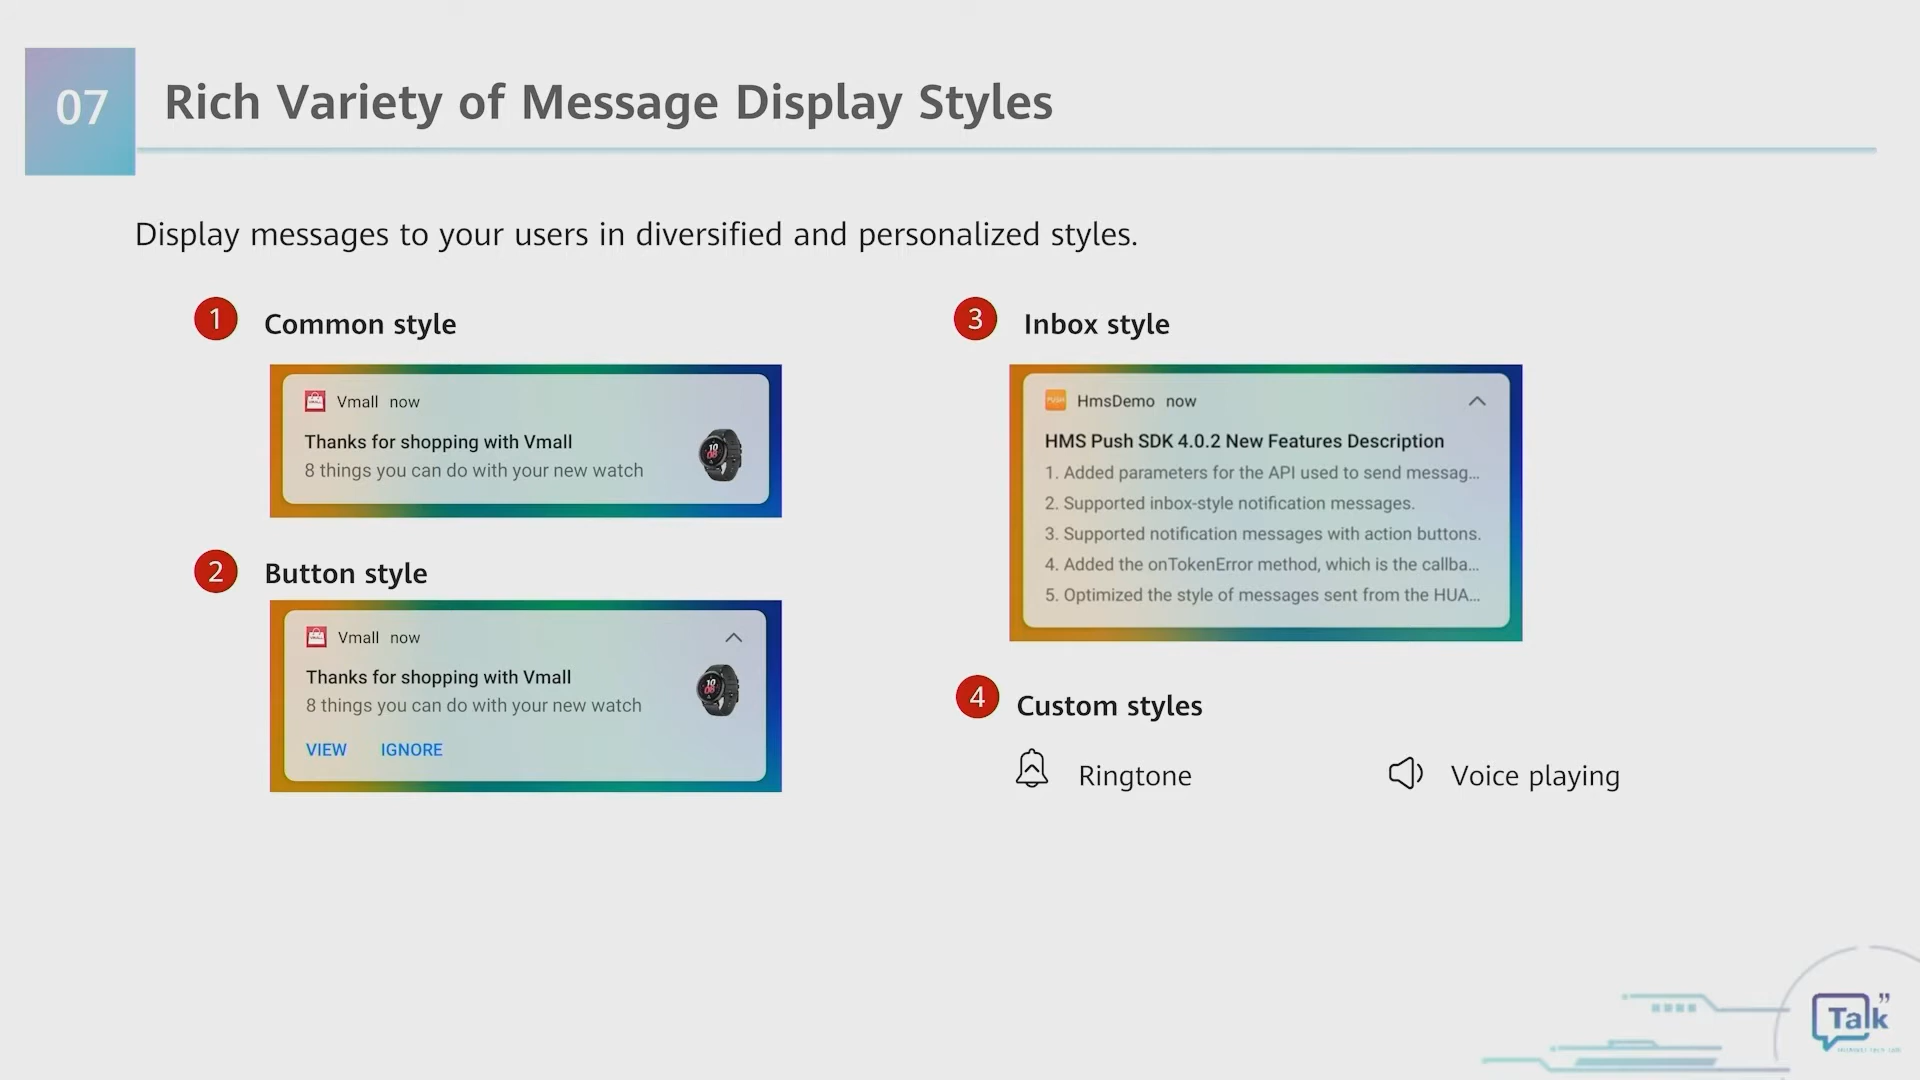 07
Rich Variety of Message Display Styles
Display messages to your users in diversified and personalized styles.
1 Common style
VMALL
Vmall now
Thanks for shopping with Vmall
8 things you can do with your new watch
10
08
2 Button style
Vmall now
Thanks for shopping with Vmall
8 things you can do with your new watch
10
08
VIEW IGNORE
3 Inbox style
PUSH HmsDemo now
HMS Push SDK 4.0.2 New Features Description
1. Added parameters for the API used to send messag...
2. Supported inbox-style notification messages.
3. Supported notification messages with action buttons.
4. Added the onTokenError method, which is the callba...
5. Optimized the style of messages sent from the HUA...
4 Custom styles
Ringtone
Voice playing
Talk”